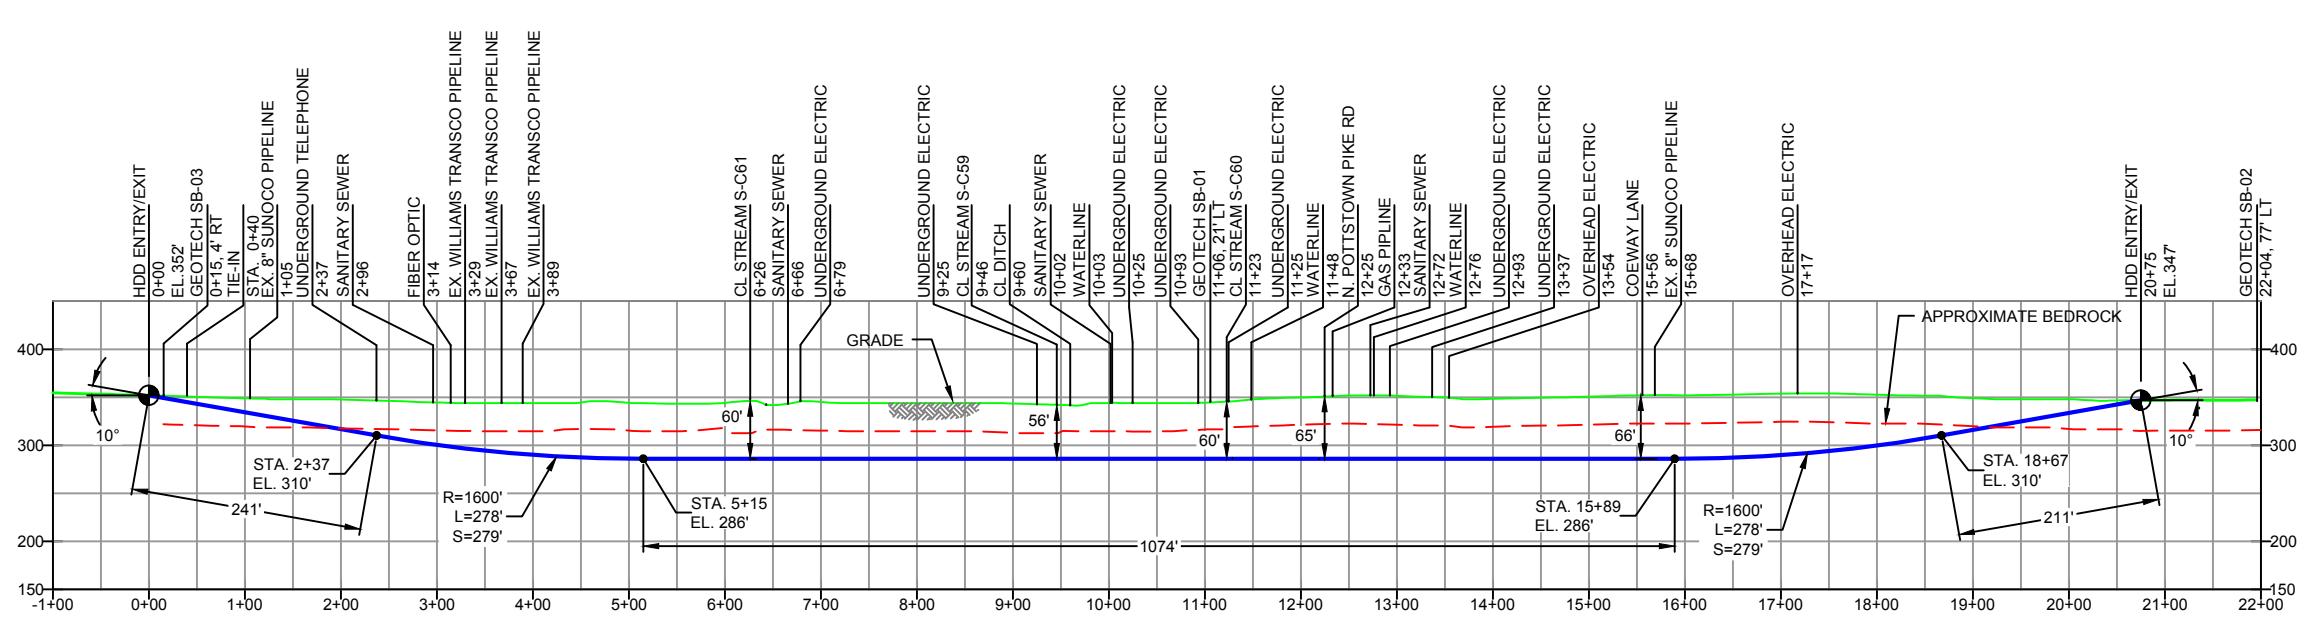 HDD ENTRY/EXIT
0+00
EL.352'
GEOTECH SB-03
0+15, 4' RT
TIE-IN
STA. 0+40
EX. 8" SUNOCO PIPELINE
1+05
UNDERGROUND TELEPHONE
2+37
SANITARY SEWER
2+96
FIBER OPTIC
3+14
EX. WILLIAMS TRANSCO PIPELINE
3+29
EX. WILLIAMS TRANSCO PIPELINE
3+67
EX. WILLIAMS TRANSCO PIPELINE
3+89
CL STREAM S-C61
6+26
SANITARY SEWER
6+66
UNDERGROUND ELECTRIC
6+79
UNDERGROUND ELECTRIC
9+25
CL STREAM S-C59
9+46
CL DITCH
9+60
SANITARY SEWER
10+02
WATERLINE
10+03
UNDERGROUND ELECTRIC
10+25
UNDERGROUND ELECTRIC
10+93
GEOTECH SB-01
11+06, 21' LT
CL STREAM S-C60
11+23
UNDERGROUND ELECTRIC
11+25
WATERLINE
11+48
N. POTTSTOWN PIKE RD
12+25
GAS PIPLINE
12+33
SANITARY SEWER
12+72
WATERLINE
12+76
UNDERGROUND ELECTRIC
12+93
UNDERGROUND ELECTRIC
13+37
OVERHEAD ELECTRIC
13+54
COEWAY LANE
15+56
EX. 8" SUNOCO PIPELINE
15+68
OVERHEAD ELECTRIC
17+17
HDD ENTRY/EXIT
20+75
EL.347'
GEOTECH SB-02
22+04, 77' LT
APPROXIMATE BEDROCK
GRADE
400
400
300
300
200
200
150
150
10°
60'
56'
60'
65'
66'
10°
STA. 2+37
EL. 310'
241'
R=1600'
L=278'
S=279'
STA. 5+15
EL. 286'
1074'
STA. 15+89
EL. 286'
R=1600'
L=278'
S=279'
STA. 18+67
EL. 310'
211'
-1+00
0+00
1+00
2+00
3+00
4+00
5+00
6+00
7+00
8+00
9+00
10+00
11+00
12+00
13+00
14+00
15+00
16+00
17+00
18+00
19+00
20+00
21+00
22+00